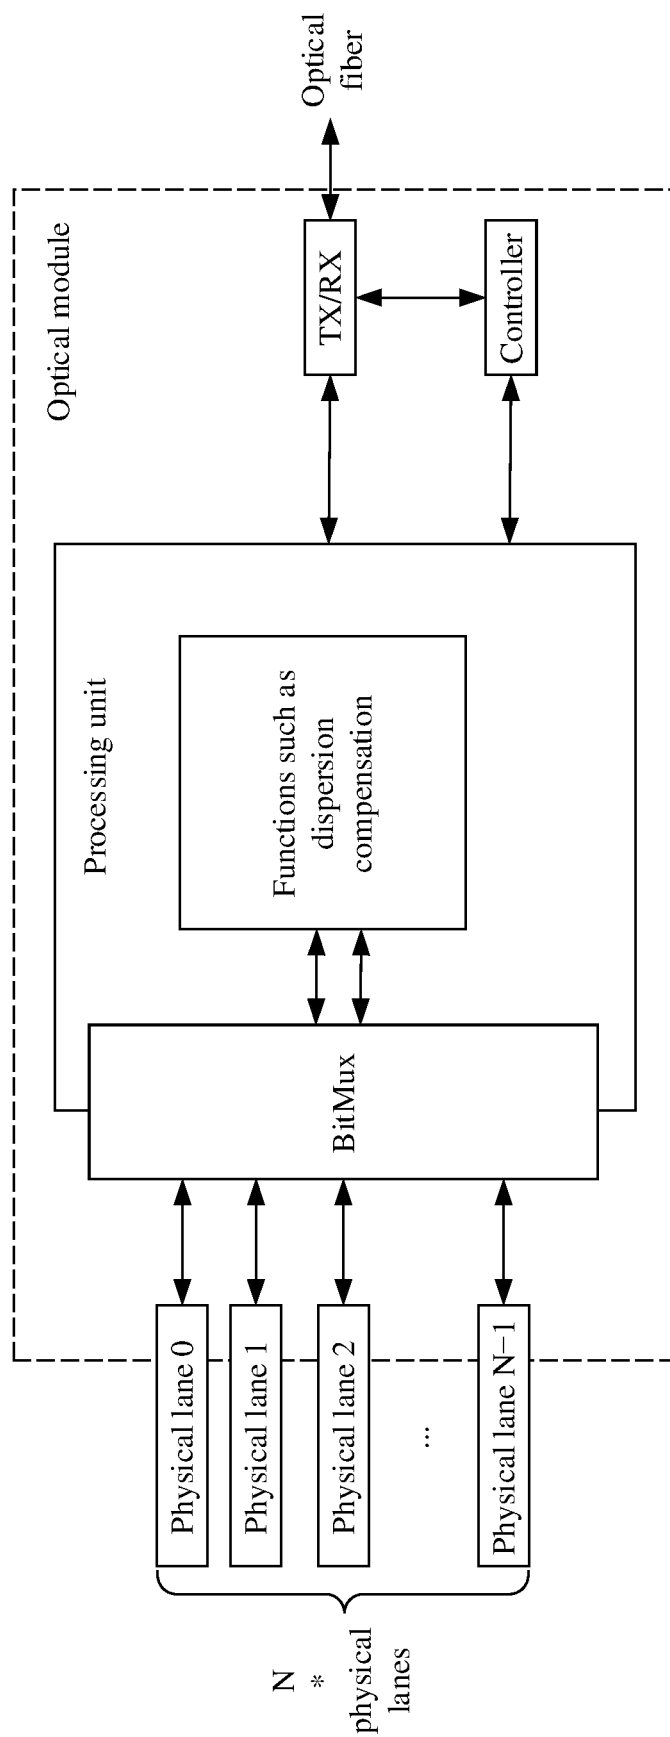 N
*
physical
lanes
Physical lane 0
Physical lane 1
Physical lane 2
...
Physical lane N−1
BitMux
Processing unit
Functions such as
dispersion
compensation
Optical module
TX/RX
Controller
Optical
fiber